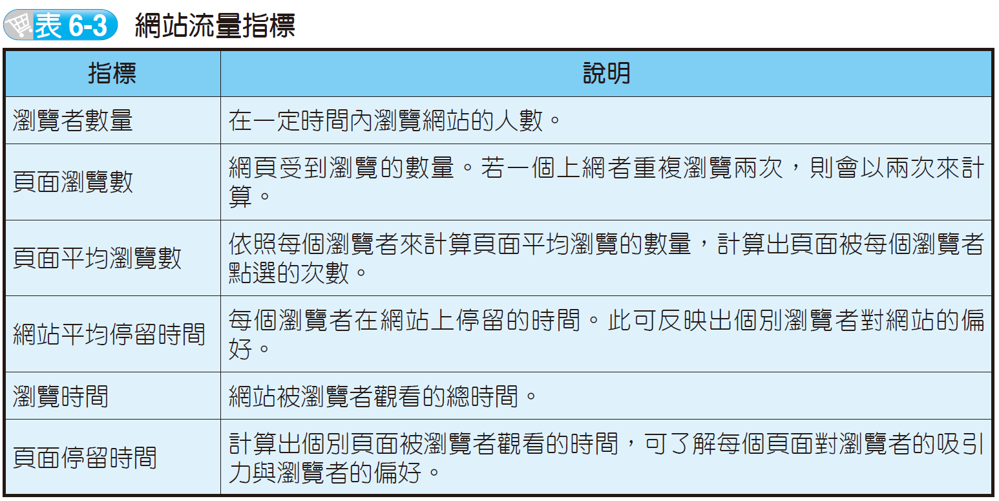 表 6-3 網站流量指標
指標 說明
瀏覽者數量 在一定時間內瀏覽網站的人數。
頁面瀏覽數 網頁受到瀏覽的數量。若一個上網者重複瀏覽兩次，則會以兩次來計
算。
頁面平均瀏覽數 依照每個瀏覽者來計算頁面平均瀏覽的數量，計算出頁面被每個瀏覽者
點選的次數。
網站平均停留時間 每個瀏覽者在網站上停留的時間。此可反映出個別瀏覽者對網站的偏
好。
瀏覽時間 網站被瀏覽者觀看的總時間。
頁面停留時間 計算出個別頁面被瀏覽者觀看的時間，可了解每個頁面對瀏覽者的吸引
力與瀏覽者的偏好。